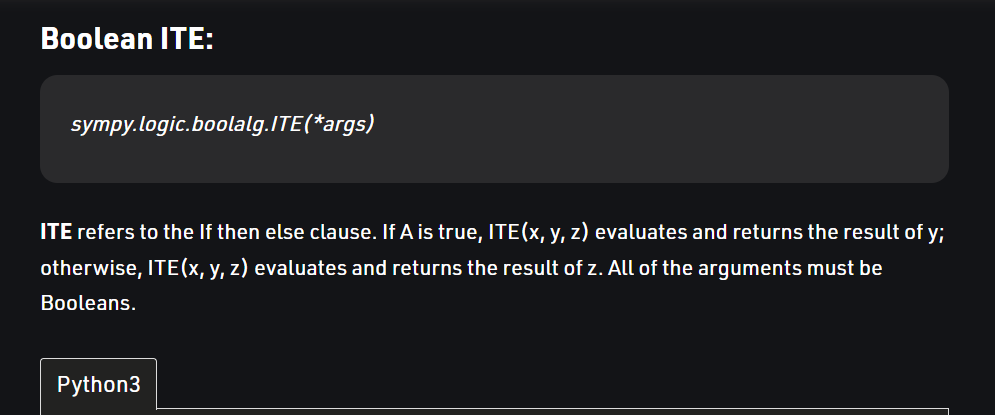 Boolean ITE:
sympy.logic.boolalg.ITE(*args)
ITE refers to the If then else clause. If A is true, ITE(x, y, z) evaluates and returns the result of y;
otherwise, ITE(x, y, z) evaluates and returns the result of z. All of the arguments must be
Booleans.
Python3